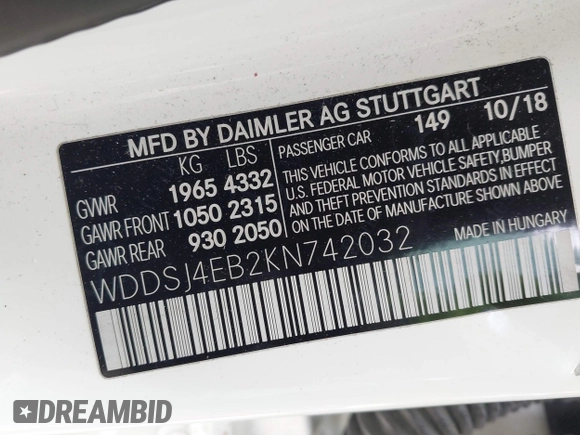 MFD BY DAIMLER AG STUTTGART
KG LBS
GVWR 1965 4332
GAWR FRONT 1050 2315
GAWR REAR 930 2050
PASSENGER CAR 149 10/18
THIS VEHICLE CONFORMS TO ALL APPLICABLE
U.S. FEDERAL MOTOR VEHICLE SAFETY, BUMPER
AND THEFT PREVENTION STANDARDS IN EFFECT
ON THE DATE OF MANUFACTURE SHOWN ABOVE
MADE IN HUNGARY
WDDSJ4EB2KN742032
DREAMBID